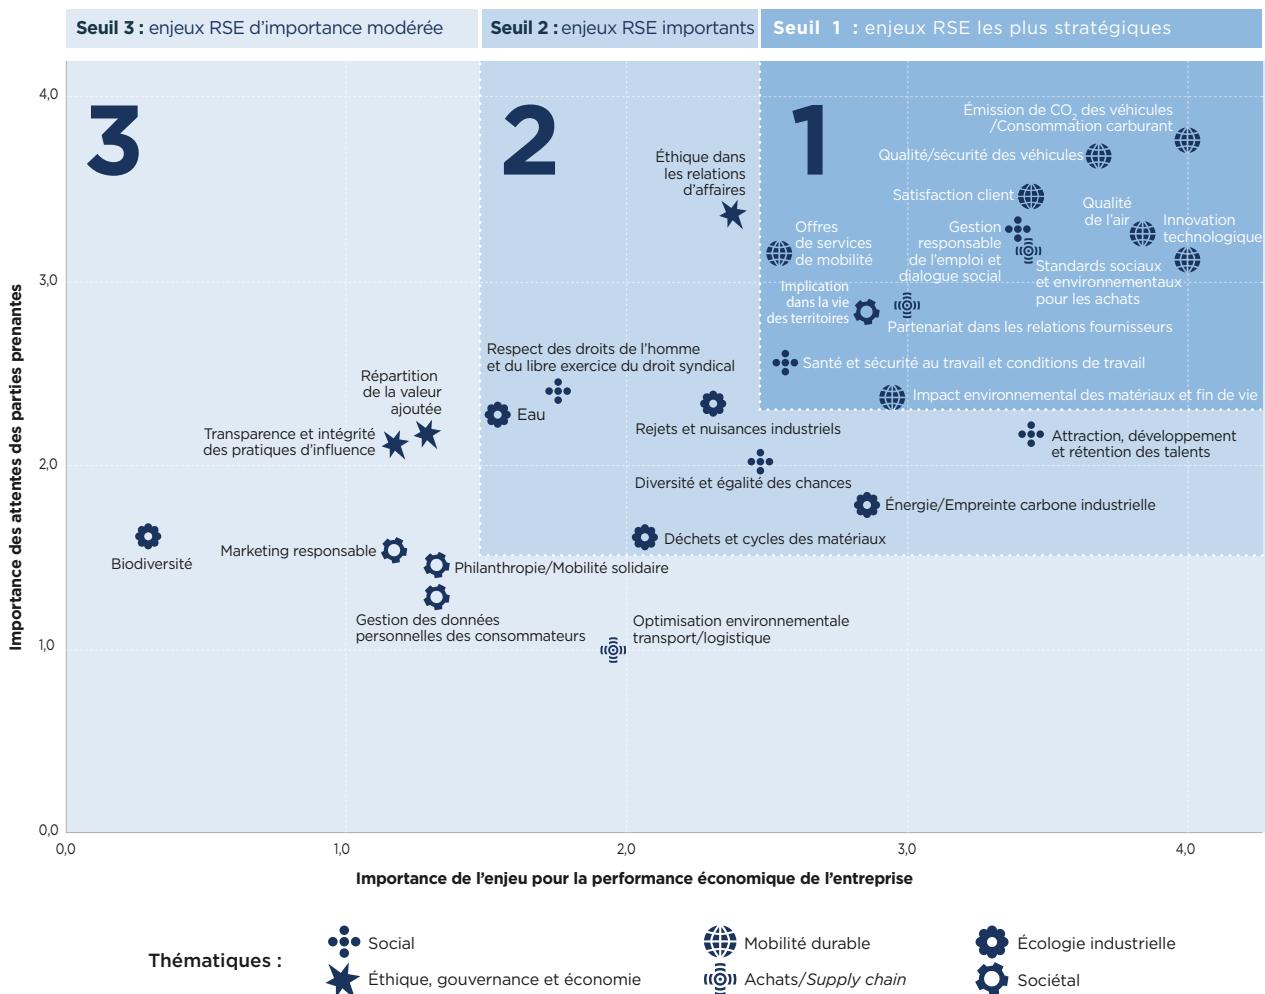 Seuil 3 : enjeux RSE d'importance modérée
Seuil 2 : enjeux RSE importants
Seuil 1 : enjeux RSE les plus stratégiques
Importance des attentes des parties prenantes
4,0
3,0
2,0
1,0
0,0
3
2
1
Émission de CO2 des véhicules
/Consommation carburant
Qualité/sécurité des véhicules
Éthique dans
les relations
d'affaires
Satisfaction client
Qualité
de l'air
Innovation
technologique
Offres
de services
de mobilité
Gestion
responsable
de l'emploi et
dialogue social
Standards sociaux
et environnementaux
pour les achats
Implication
dans la vie
des territoires
Partenariat dans les relations fournisseurs
Santé et sécurité au travail et conditions de travail
Impact environnemental des matériaux et fin de vie
Respect des droits de l'homme
et du libre exercice du droit syndical
Répartition
de la valeur
ajoutée
Eau
Transparence et intégrité
des pratiques d'influence
Rejets et nuisances industriels
Attraction, développement
et rétention des talents
Diversité et égalité des chances
Énergie/Empreinte carbone industrielle
Déchets et cycles des matériaux
Biodiversité
Marketing responsable
Philanthropie/Mobilité solidaire
Gestion des données
personnelles des consommateurs
Optimisation environnementale
transport/logistique
0,0
1,0
2,0
3,0
4,0
Importance de l'enjeu pour la performance économique de l'entreprise
Thématiques :
Social
Éthique, gouvernance et économie
Mobilité durable
Achats/Supply chain
Écologie industrielle
Sociétal